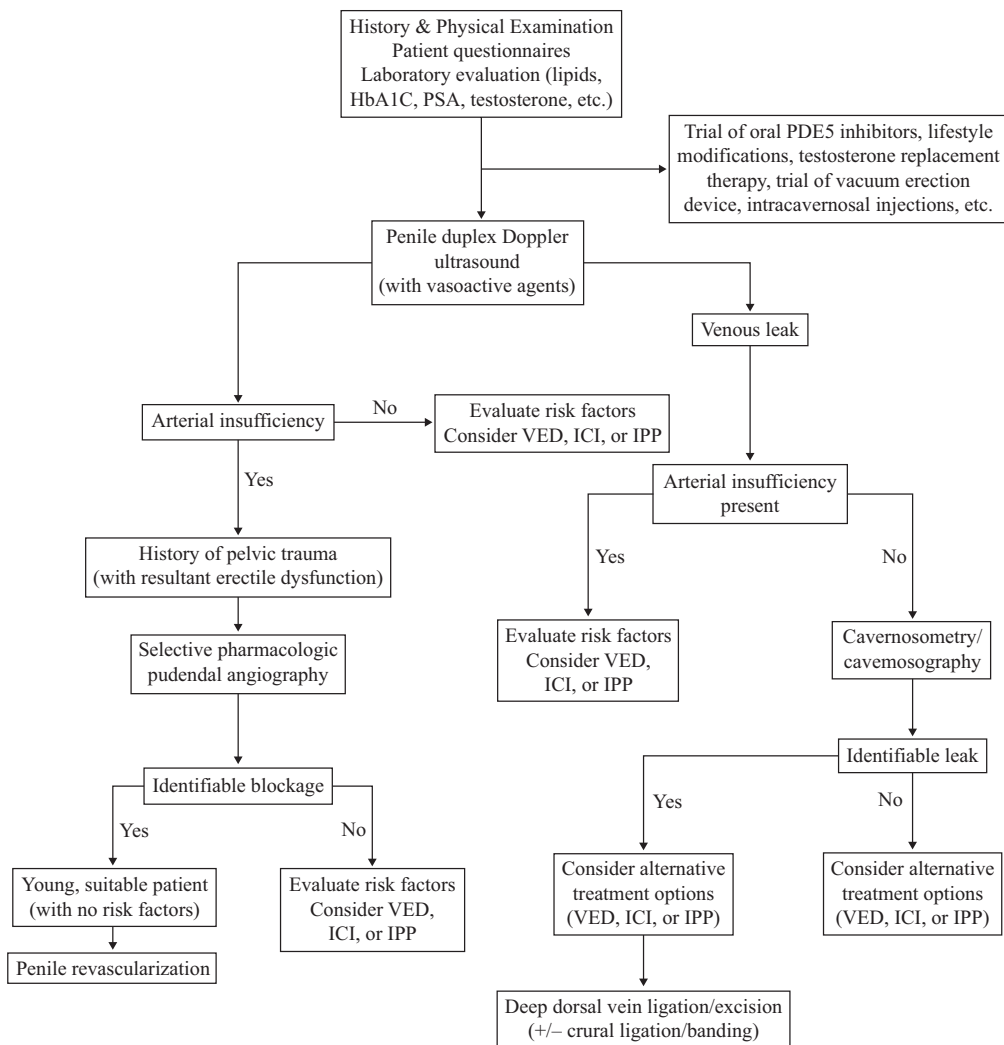 History & Physical Examination
Patient questionnaires
Laboratory evaluation (lipids,
HbA1C, PSA, testosterone, etc.)
Trial of oral PDE5 inhibitors, lifestyle
modifications, testosterone replacement
therapy, trial of vacuum erection
device, intracavernosal injections, etc.
Penile duplex Doppler
ultrasound
(with vasoactive agents)
Venous leak
Arterial insufficiency
No
Evaluate risk factors
Consider VED, ICI, or IPP
Yes
Arterial insufficiency
present
History of pelvic trauma
(with resultant erectile dysfunction)
Yes
No
Selective pharmacologic
pudendal angiography
Evaluate risk factors
Consider VED,
ICI, or IPP
Cavernosometry/
cavemosography
Identifiable blockage
Identifiable leak
Yes
No
Yes
No
Young, suitable patient
(with no risk factors)
Evaluate risk factors
Consider VED,
ICI, or IPP
Consider alternative
treatment options
(VED, ICI, or IPP)
Consider alternative
treatment options
(VED, ICI, or IPP)
Penile revascularization
Deep dorsal vein ligation/excision
(+/– crural ligation/banding)